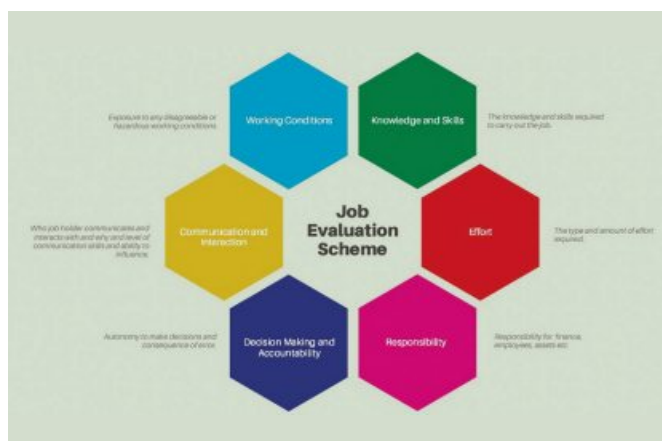 Job
Evaluation
Scheme
Working Conditions
Exposure to any disagreeable or
hazardous working conditions.
Knowledge and Skills
The knowledge and skills required
to carry out the job.
Communication and
Interaction
Who job holder communicates and
interacts with and why and level of
communication skills and ability to
influence.
Effort
The type and amount of effort
required.
Decision Making and
Accountability
Autonomy to make decisions and
consequence of error.
Responsibility
Responsibility for: finance,
employees, assets etc